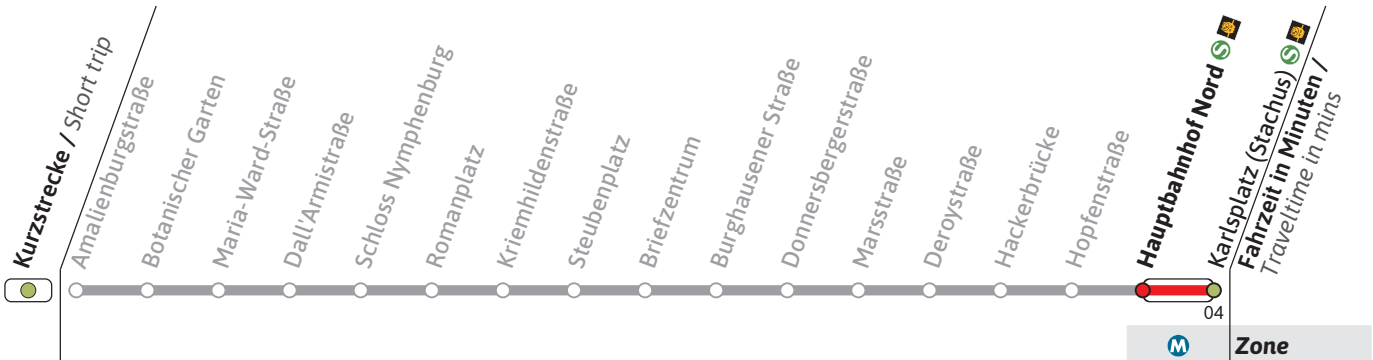 Kurzstrecke / Short trip
Amalienburgstraße
Botanischer Garten
Maria-Ward-Straße
Dall'Armistraße
Schloss Nymphenburg
Romanplatz
Kriemhildenstraße
Steubenplatz
Briefzentrum
Burghausener Straße
Donnersbergerstraße
Marsstraße
Deroystraße
Hackerbrücke
Hopfenstraße
Hauptbahnhof Nord S
Karlsplatz (Stachus) S
Fahrzeit in Minuten /
Traveltime in mins
04
M Zone